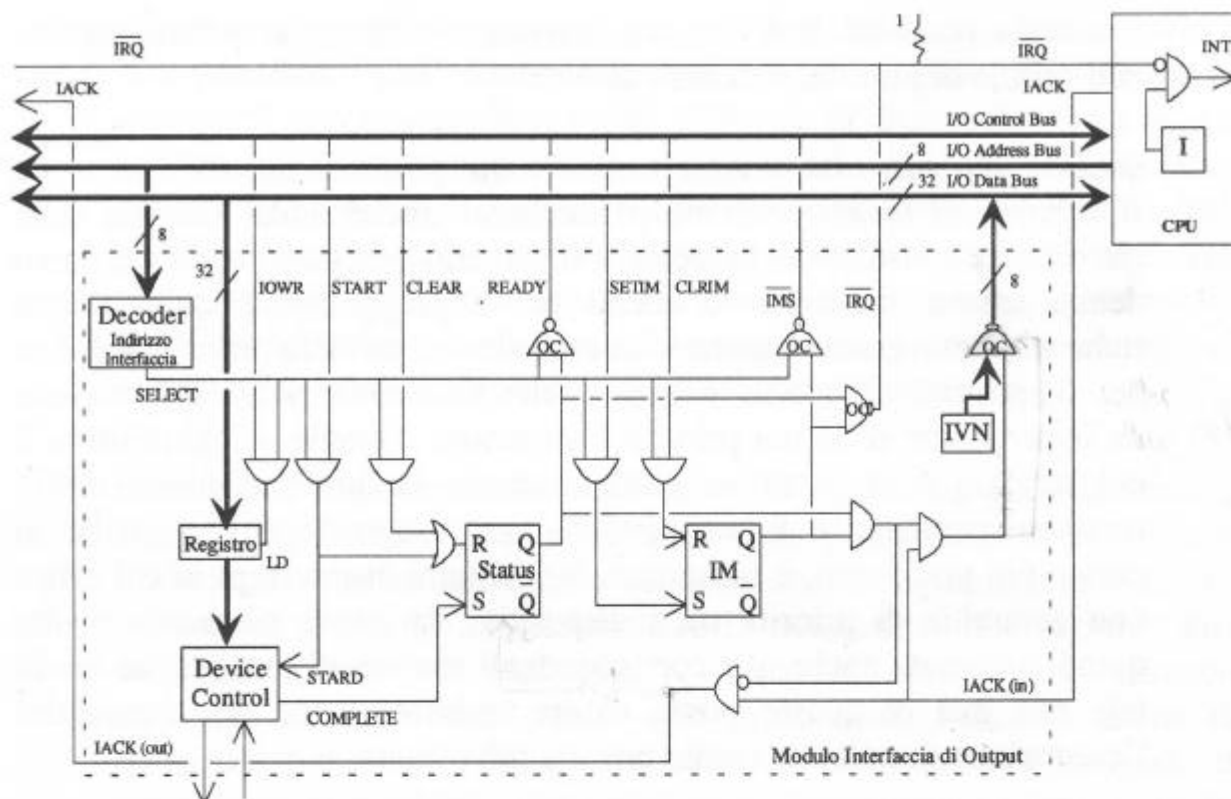 1
IRQ
IRQ
INT
IACK
IACK
I/O Control Bus
8
I/O Address Bus
I
32
I/O Data Bus
CPU
8
32
8
IOWR
START
CLEAR
READY
SETIM
CLRIM
IMS
IRQ
Decoder
Indirizzo
Interfaccia
OC
OC
OC
SELECT
OC
IVN
Registro
LD
R Q
Status
S Q
R Q
IM
S Q
Device
Control
STARD
COMPLETE
IACK (in)
IACK (out)
Modulo Interfaccia di Output